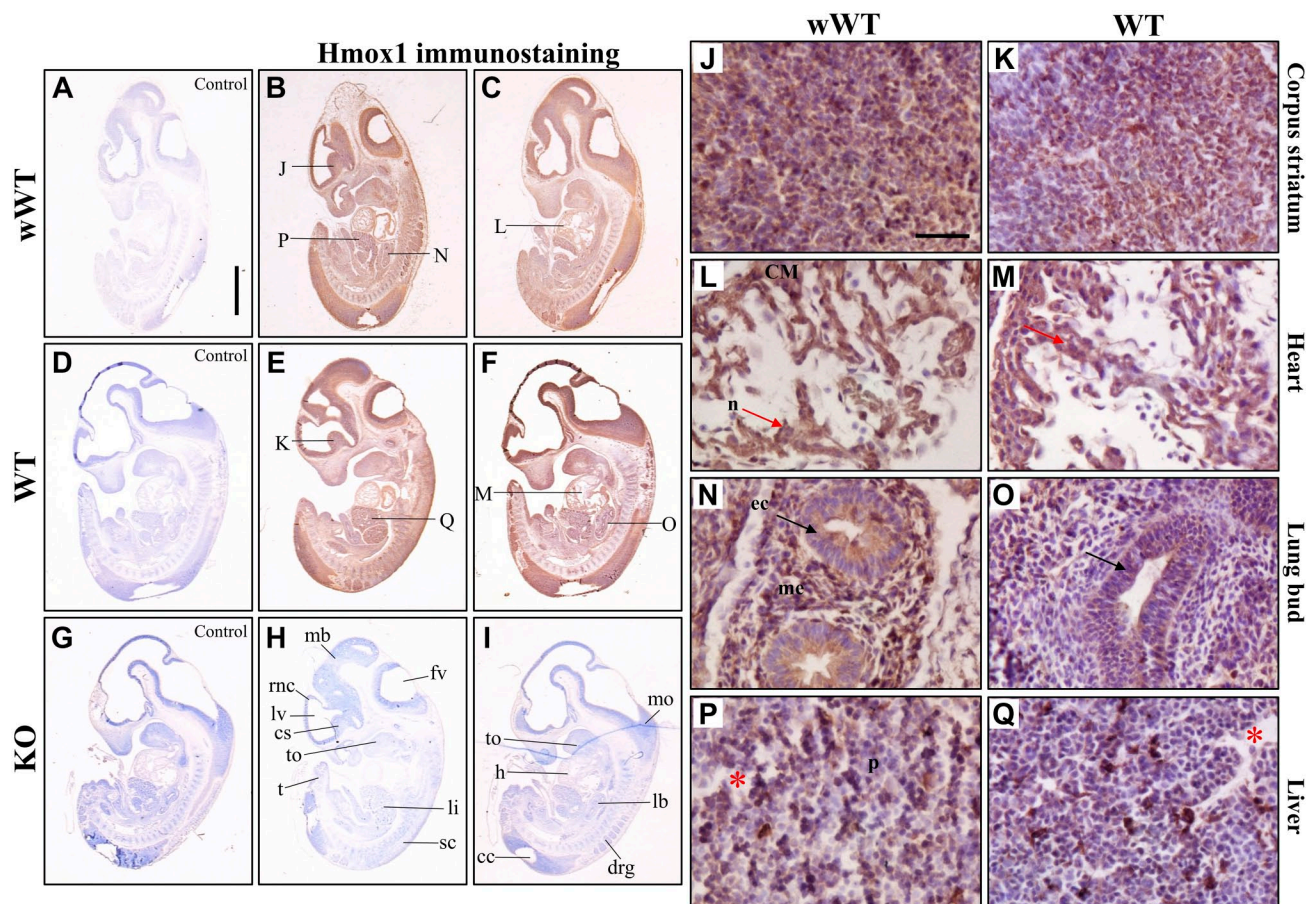 Hmox1 immunostaining
wWT
WT
wWT
WT
KO
A
Control
B
J
P
N
C
L
D
Control
E
K
Q
F
M
O
G
Control
H
mb
fv
rnc
lv
cs
to
t
li
sc
I
mo
to
h
lb
cc
drg
J
K
Corpus striatum
L
CM
n
M
Heart
N
ec
mc
O
Lung bud
P
*
p
Q
*
Liver